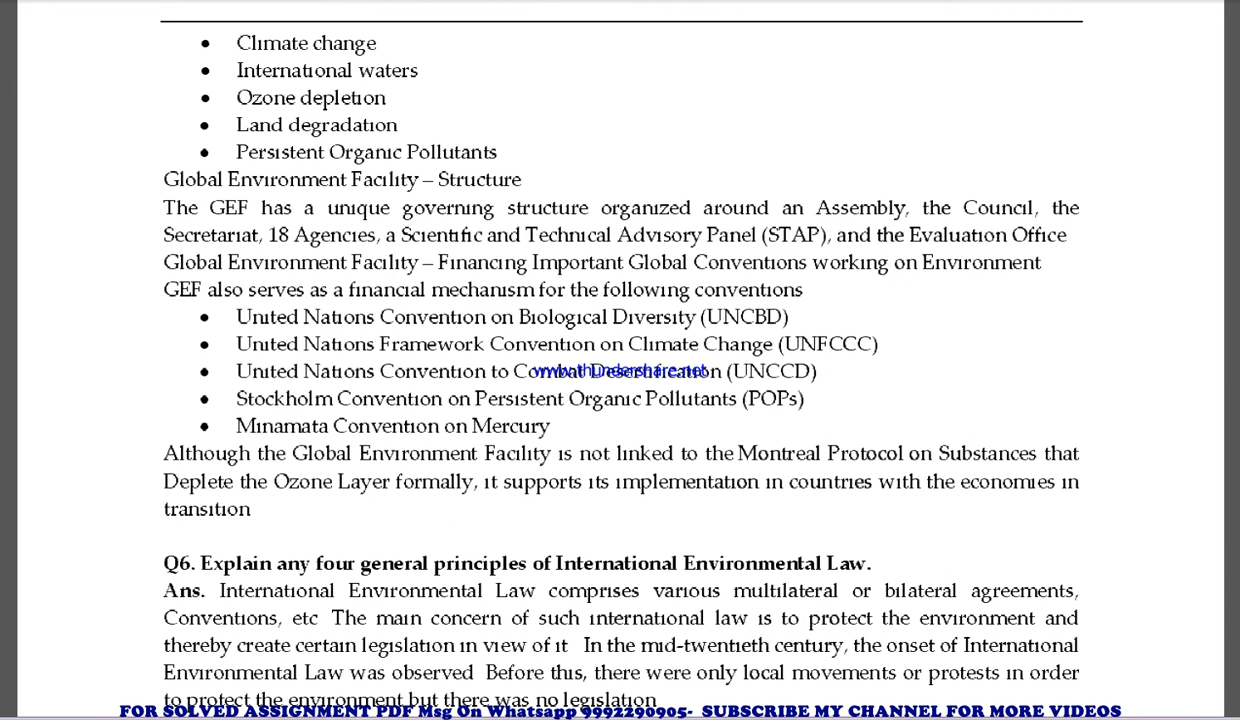 • Climate change
• International waters
• Ozone depletion
• Land degradation
• Persistent Organic Pollutants
Global Environment Facility – Structure
The GEF has a unique governing structure organized around an Assembly, the Council, the
Secretariat, 18 Agencies, a Scientific and Technical Advisory Panel (STAP), and the Evaluation Office
Global Environment Facility – Financing Important Global Conventions working on Environment
GEF also serves as a financial mechanism for the following conventions
• United Nations Convention on Biological Diversity (UNCBD)
• United Nations Framework Convention on Climate Change (UNFCCC)
• United Nations Convention to Combat Desertification (UNCCD)
www.thundershare.net
• Stockholm Convention on Persistent Organic Pollutants (POPs)
• Minamata Convention on Mercury
Although the Global Environment Facility is not linked to the Montreal Protocol on Substances that
Deplete the Ozone Layer formally, it supports its implementation in countries with the economies in
transition
Q6. Explain any four general principles of International Environmental Law.
Ans. International Environmental Law comprises various multilateral or bilateral agreements,
Conventions, etc The main concern of such international law is to protect the environment and
thereby create certain legislation in view of it In the mid-twentieth century, the onset of International
Environmental Law was observed Before this, there were only local movements or protests in order
to protect the environment but there was no legislation
FOR SOLVED ASSIGNMENT PDF Msg On Whatsapp 9992290905- SUBSCRIBE MY CHANNEL FOR MORE VIDEOS